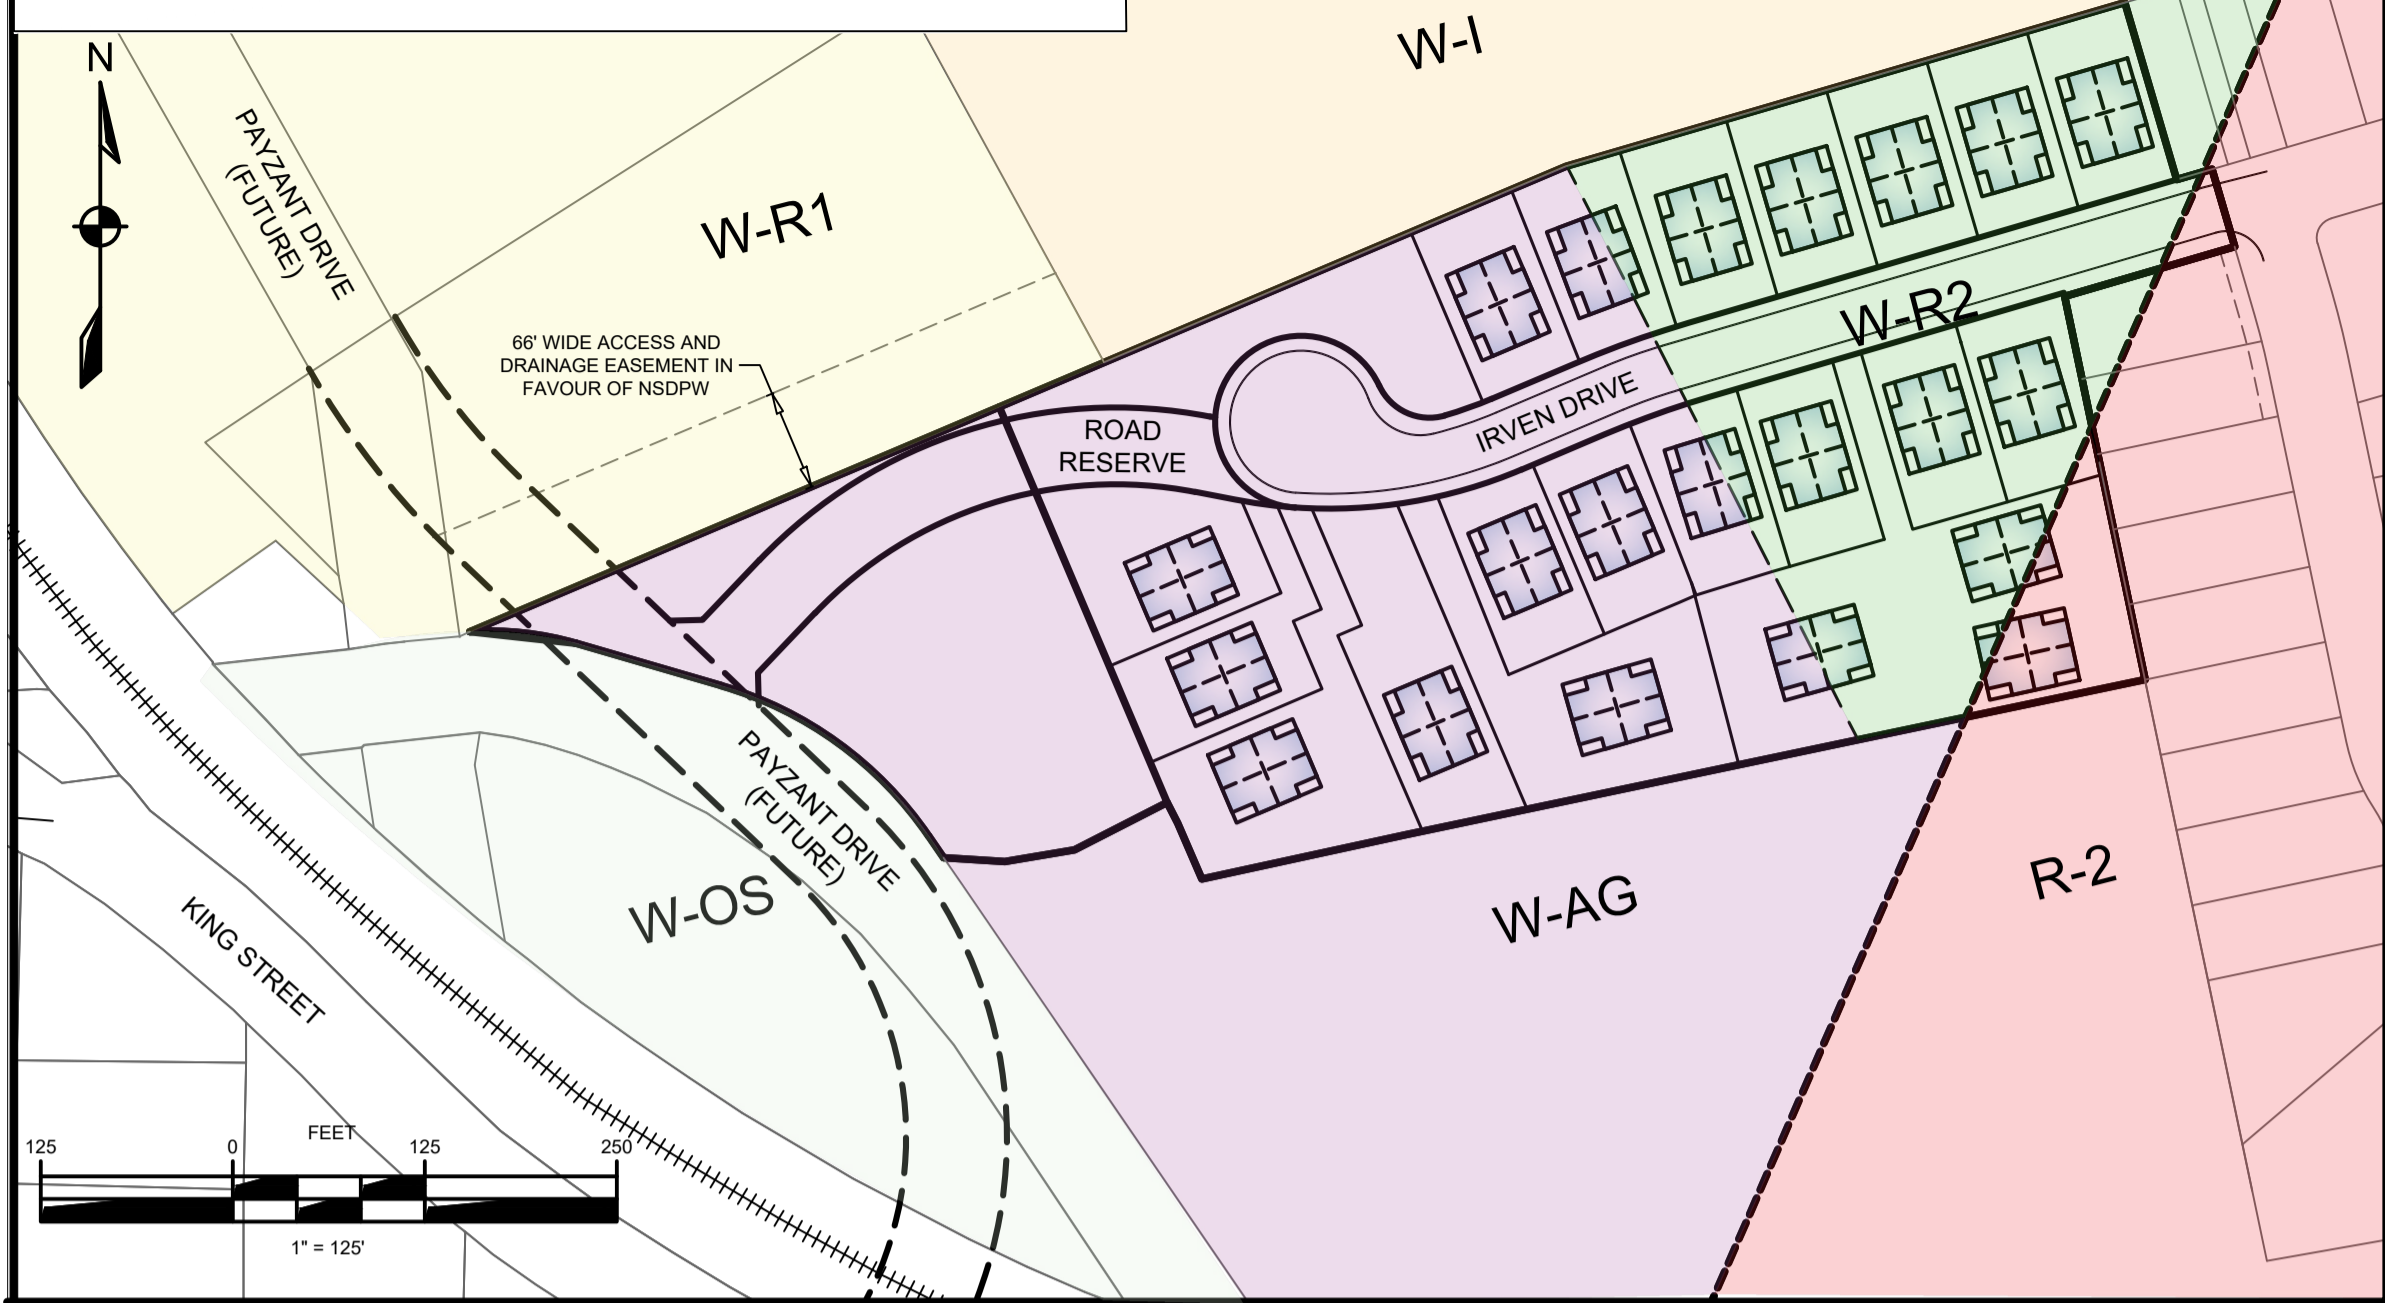 N
W-I
PAYZANT DRIVE
(FUTURE)
W-R1
66' WIDE ACCESS AND
DRAINAGE EASEMENT IN
FAVOUR OF NSDPW
W-R2
IRVEN DRIVE
ROAD
RESERVE
PAYZANT DRIVE
(FUTURE)
W-OS
W-AG
R-2
KING STREET
FEET
125 0 125 250
1" = 125'